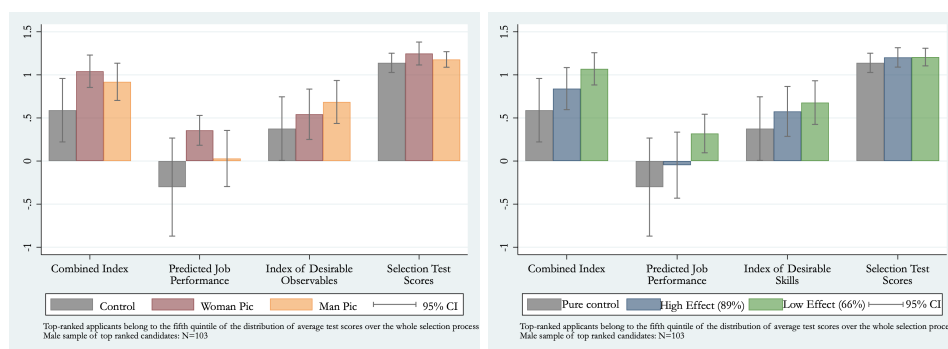 1.5
1
.5
0
-.5
-1
Combined Index
Predicted Job
Performance
Index of Desirable
Observables
Selection Test
Scores
Control
Woman Pic
Man Pic
95% CI
Top-ranked applicants belong to the fifth quintile of the distribution of average test scores over the whole selection process
Male sample of top ranked candidates: N=103
1.5
1
.5
0
-.5
-1
Combined Index
Predicted Job
Performance
Index of Desirable
Skills
Selection Test
Scores
Pure control
High Effect (89%)
Low Effect (66%)
95% CI
Top-ranked applicants belong to the fifth quintile of the distribution of average test scores over the whole selection proce
Male sample of top ranked candidates: N=103